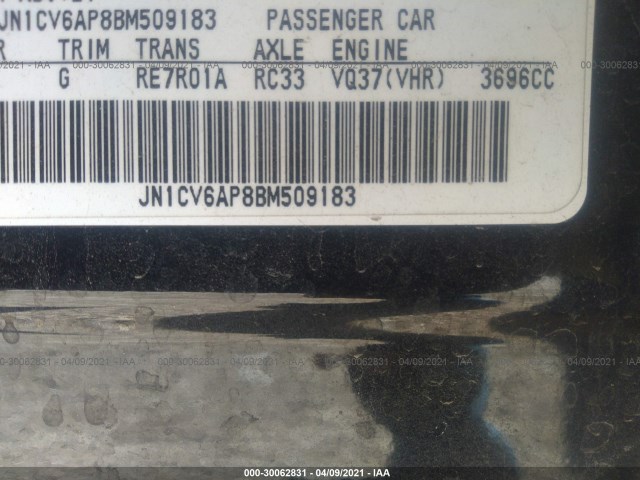 JN1CV6AP8BM509183 PASSENGER CAR
R TRIM TRANS AXLE ENGINE
G RE7R01A RC33 VQ37(VHR) 3696CC
JN1CV6AP8BM509183
000-30062831 - 04/09/2021 - IAA